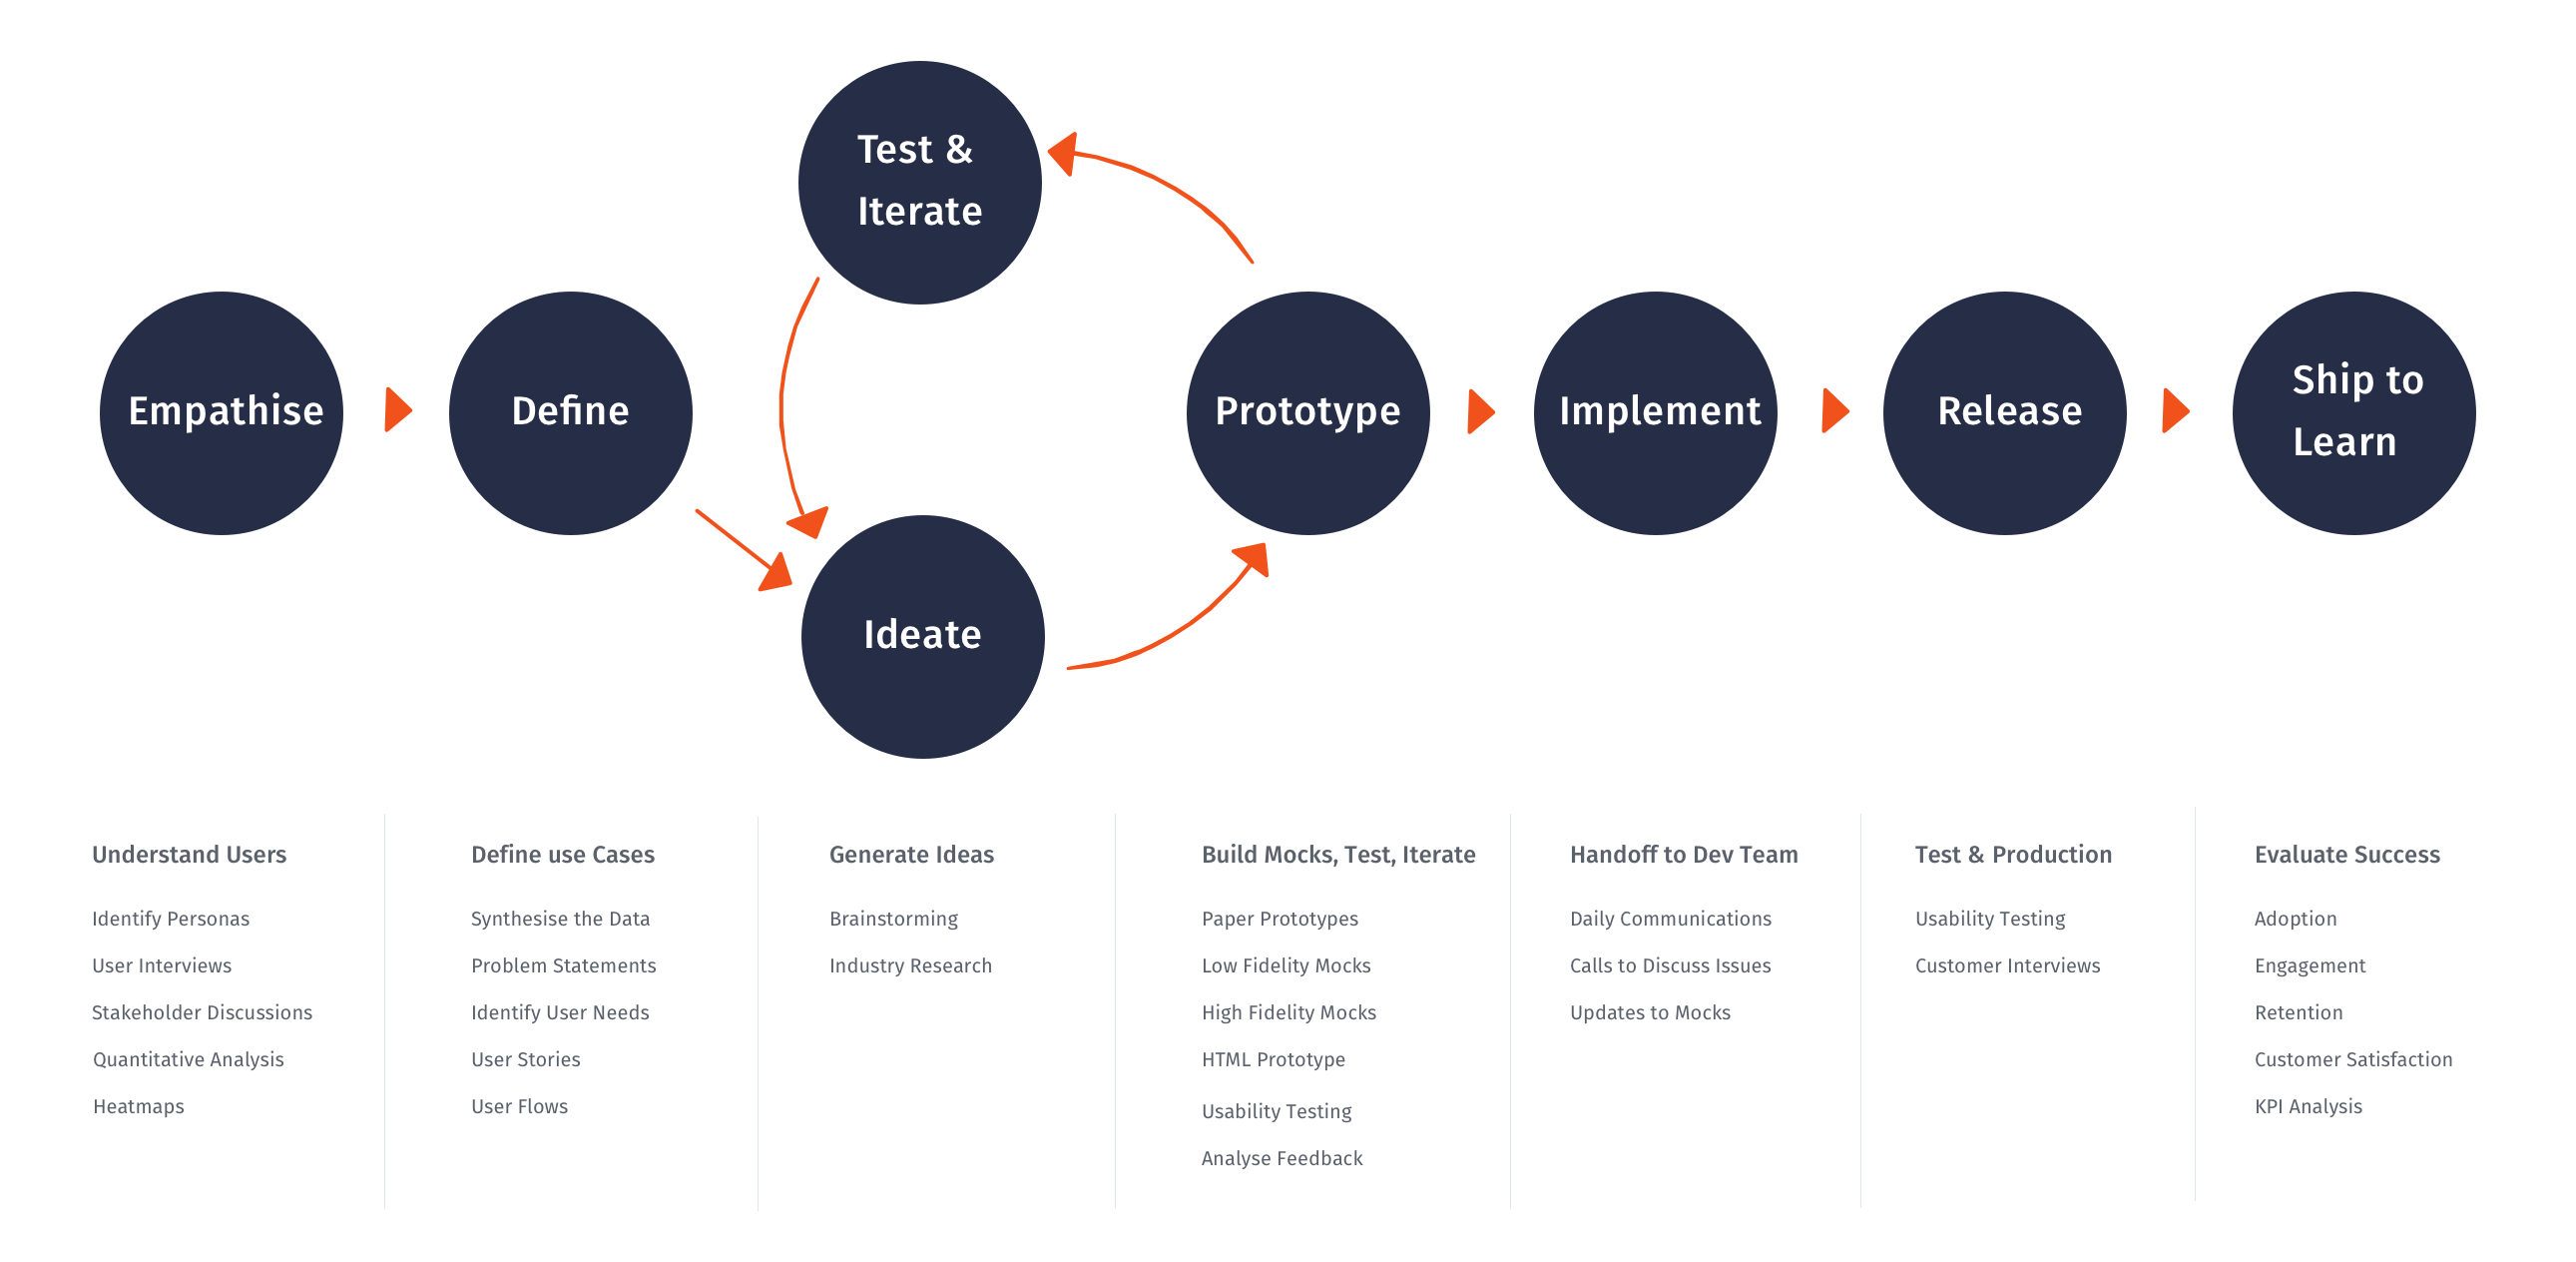 Test &
Iterate
Empathise
Define
Prototype
Implement
Release
Ship to
Learn
Ideate
Understand Users
Identify Personas
User Interviews
Stakeholder Discussions
Quantitative Analysis
Heatmaps
Define use Cases
Synthesise the Data
Problem Statements
Identify User Needs
User Stories
User Flows
Generate Ideas
Brainstorming
Industry Research
Build Mocks, Test, Iterate
Paper Prototypes
Low Fidelity Mocks
High Fidelity Mocks
HTML Prototype
Usability Testing
Analyse Feedback
Handoff to Dev Team
Daily Communications
Calls to Discuss Issues
Updates to Mocks
Test & Production
Usability Testing
Customer Interviews
Evaluate Success
Adoption
Engagement
Retention
Customer Satisfaction
KPI Analysis